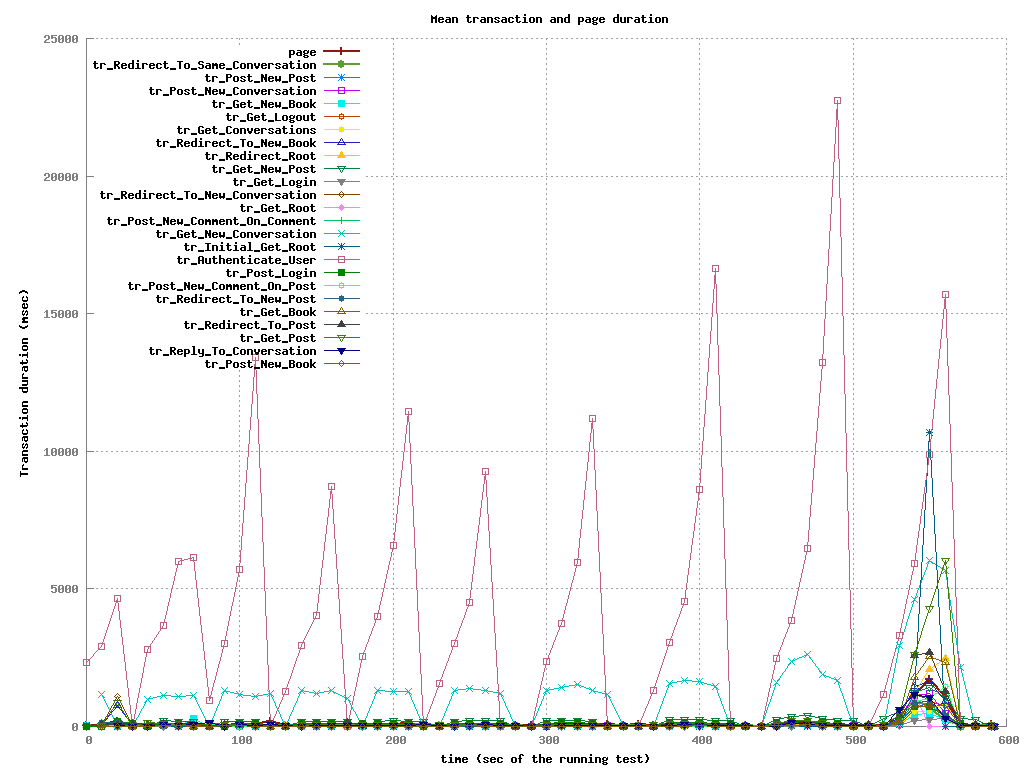 Mean transaction and page duration
25000
20000
15000
10000
5000
0
Transaction duration (msec)
page
tr_Redirect_To_Same_Conversation
tr_Post_New_Post
tr_Post_New_Conversation
tr_Get_New_Book
tr_Get_Logout
tr_Get_Conversations
tr_Redirect_To_New_Book
tr_Redirect_Root
tr_Get_New_Post
tr_Get_Login
tr_Redirect_To_New_Conversation
tr_Get_Root
tr_Post_New_Comment_On_Comment
tr_Get_New_Conversation
tr_Initial_Get_Root
tr_Authenticate_User
tr_Post_Login
tr_Post_New_Comment_On_Post
tr_Redirect_To_New_Post
tr_Get_Book
tr_Redirect_To_Post
tr_Get_Post
tr_Reply_To_Conversation
tr_Post_New_Book
0 100 200 300 400 500 600
time (sec of the running test)